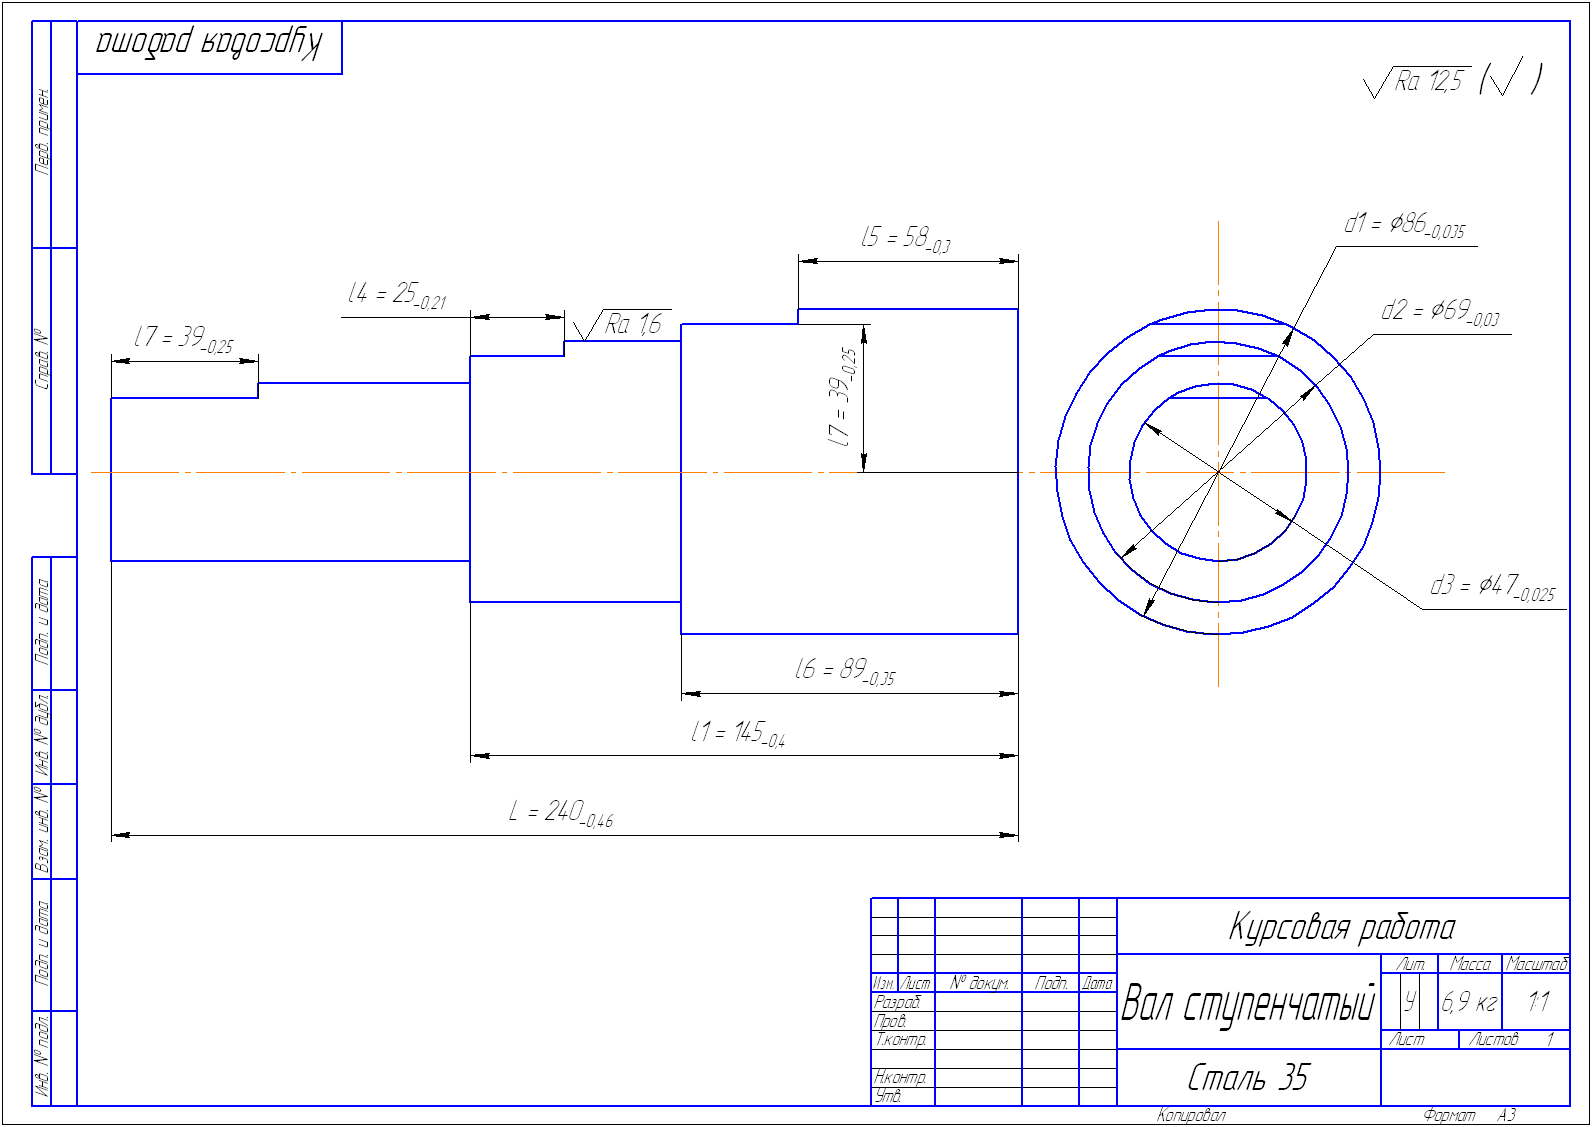 Курсовая работа
Ra 12,5 ( )
Перв. примен.
Справ. №
Подп. и дата
Инв. № дубл.
Взам. инв. №
Подп. и дата
Инв. № подл.
l5 = 58-0,3
d1 = ϕ86-0,035
l4 = 25-0,21
Ra 1,6
d2 = ϕ69-0,03
l7 = 39-0,25
l7 = 39-0,25
d3 = ϕ47-0,025
l6 = 89-0,35
l1 = 145-0,4
L = 240-0,46
Курсовая работа
Изм. Лист № докум. Подп. Дата
Разраб.
Пров.
Т.контр.
Н.контр.
Утв.
Вал ступенчатый
Лит. Масса Масштаб
У 6,9 кг 1:1
Лист Листов 1
Сталь 35
Копировал Формат А3